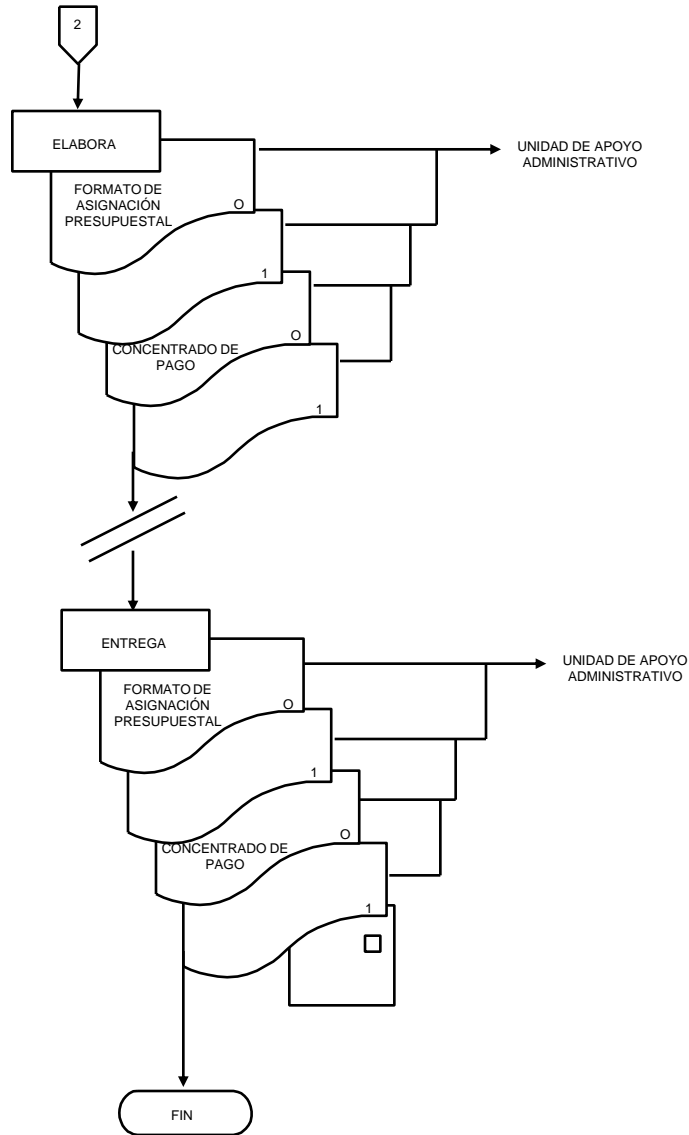 2
ELABORA
UNIDAD DE APOYO
ADMINISTRATIVO
FORMATO DE
ASIGNACIÓN
PRESUPUESTAL
O
1
O
CONCENTRADO DE
PAGO
1
ENTREGA
UNIDAD DE APOYO
ADMINISTRATIVO
FORMATO DE
ASIGNACIÓN
PRESUPUESTAL
O
1
O
CONCENTRADO DE
PAGO
1
FIN